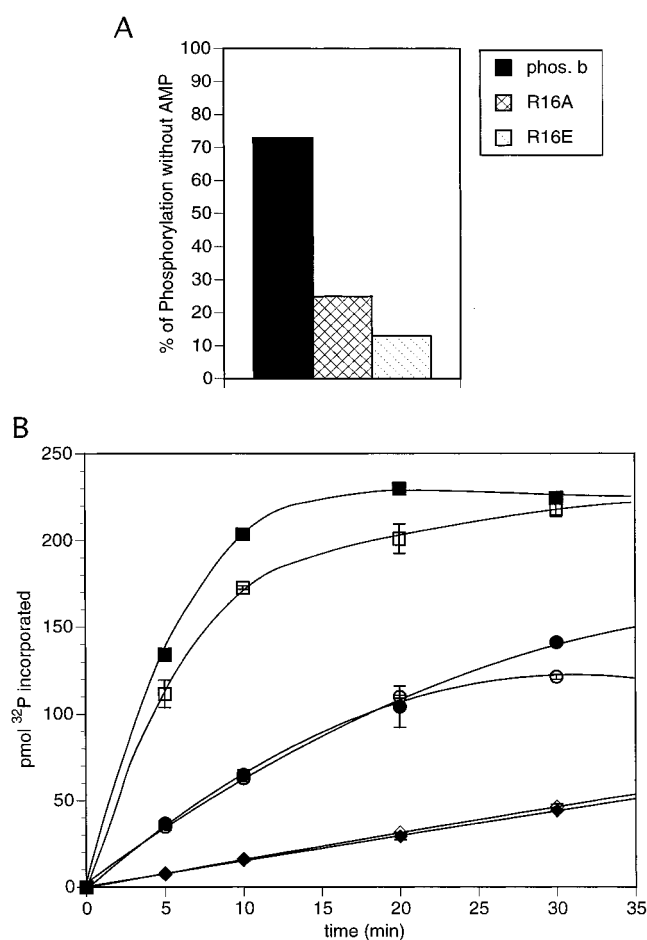 A
% of Phosphorylation without AMP
100
90
80
70
60
50
40
30
20
10
0
phos. b
R16A
R16E
B
pmol ³²P incorporated
250
200
150
100
50
0
0 5 10 15 20 25 30 35
time (min)